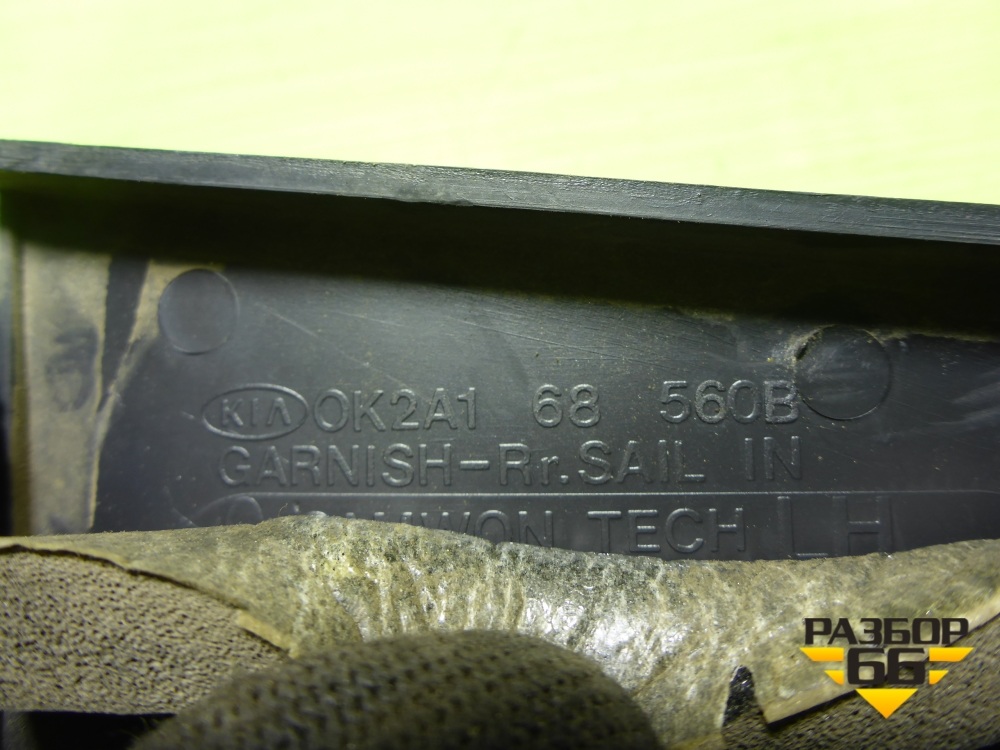 KIA 0K2A1 68 560B
GARNISH-Rr.SAIL IN
TECH LH
РАЗБОР
66